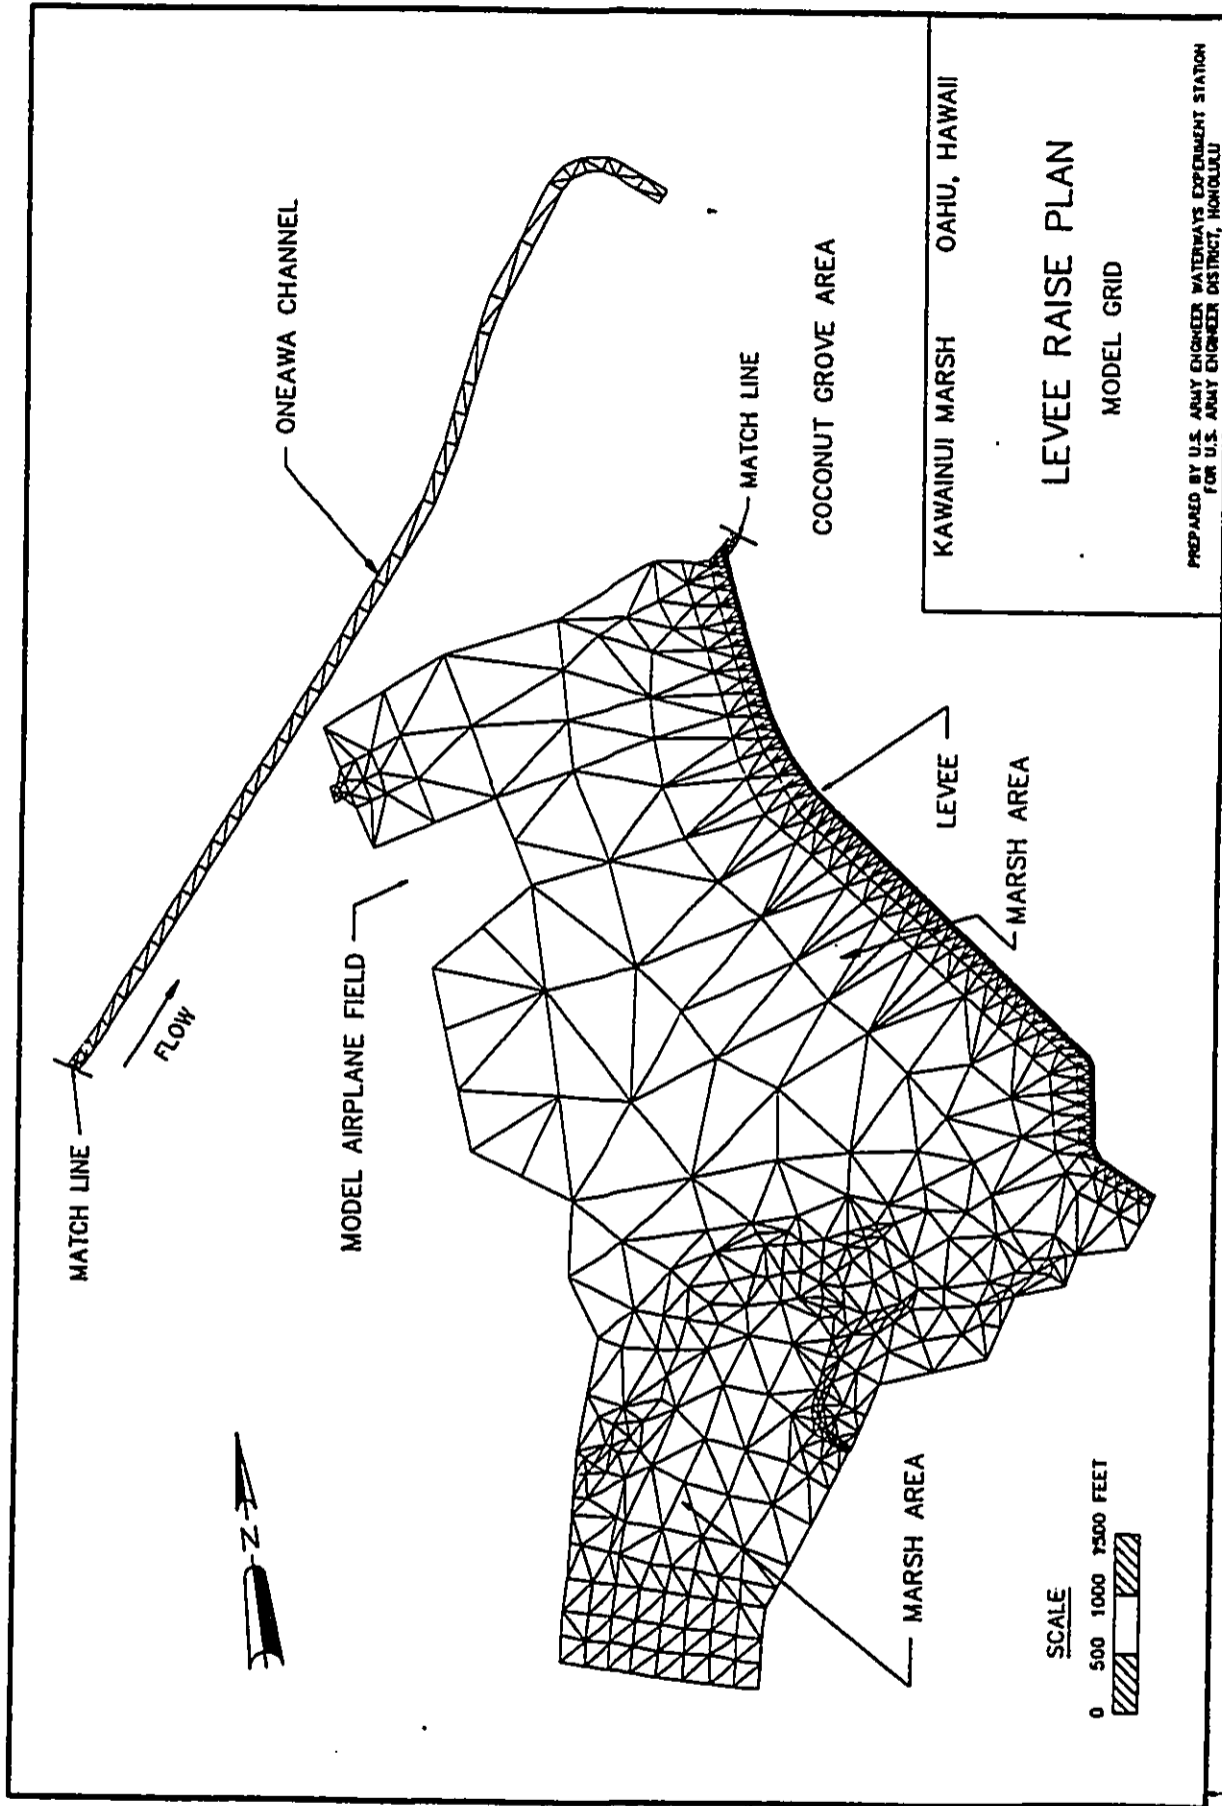 MATCH LINE
FLOW
ONEAWA CHANNEL
MODEL AIRPLANE FIELD
N
MATCH LINE
COCONUT GROVE AREA
LEVEE
MARSH AREA
MARSH AREA
SCALE
0 500 1000 1500 FEET
KAWAINUI MARSH OAHU, HAWAII
LEVEE RAISE PLAN
MODEL GRID
PREPARED BY U.S. ARMY ENGINEER WATERWAYS EXPERIMENT STATION
FOR U.S. ARMY ENGINEER DISTRICT, HONOLULU